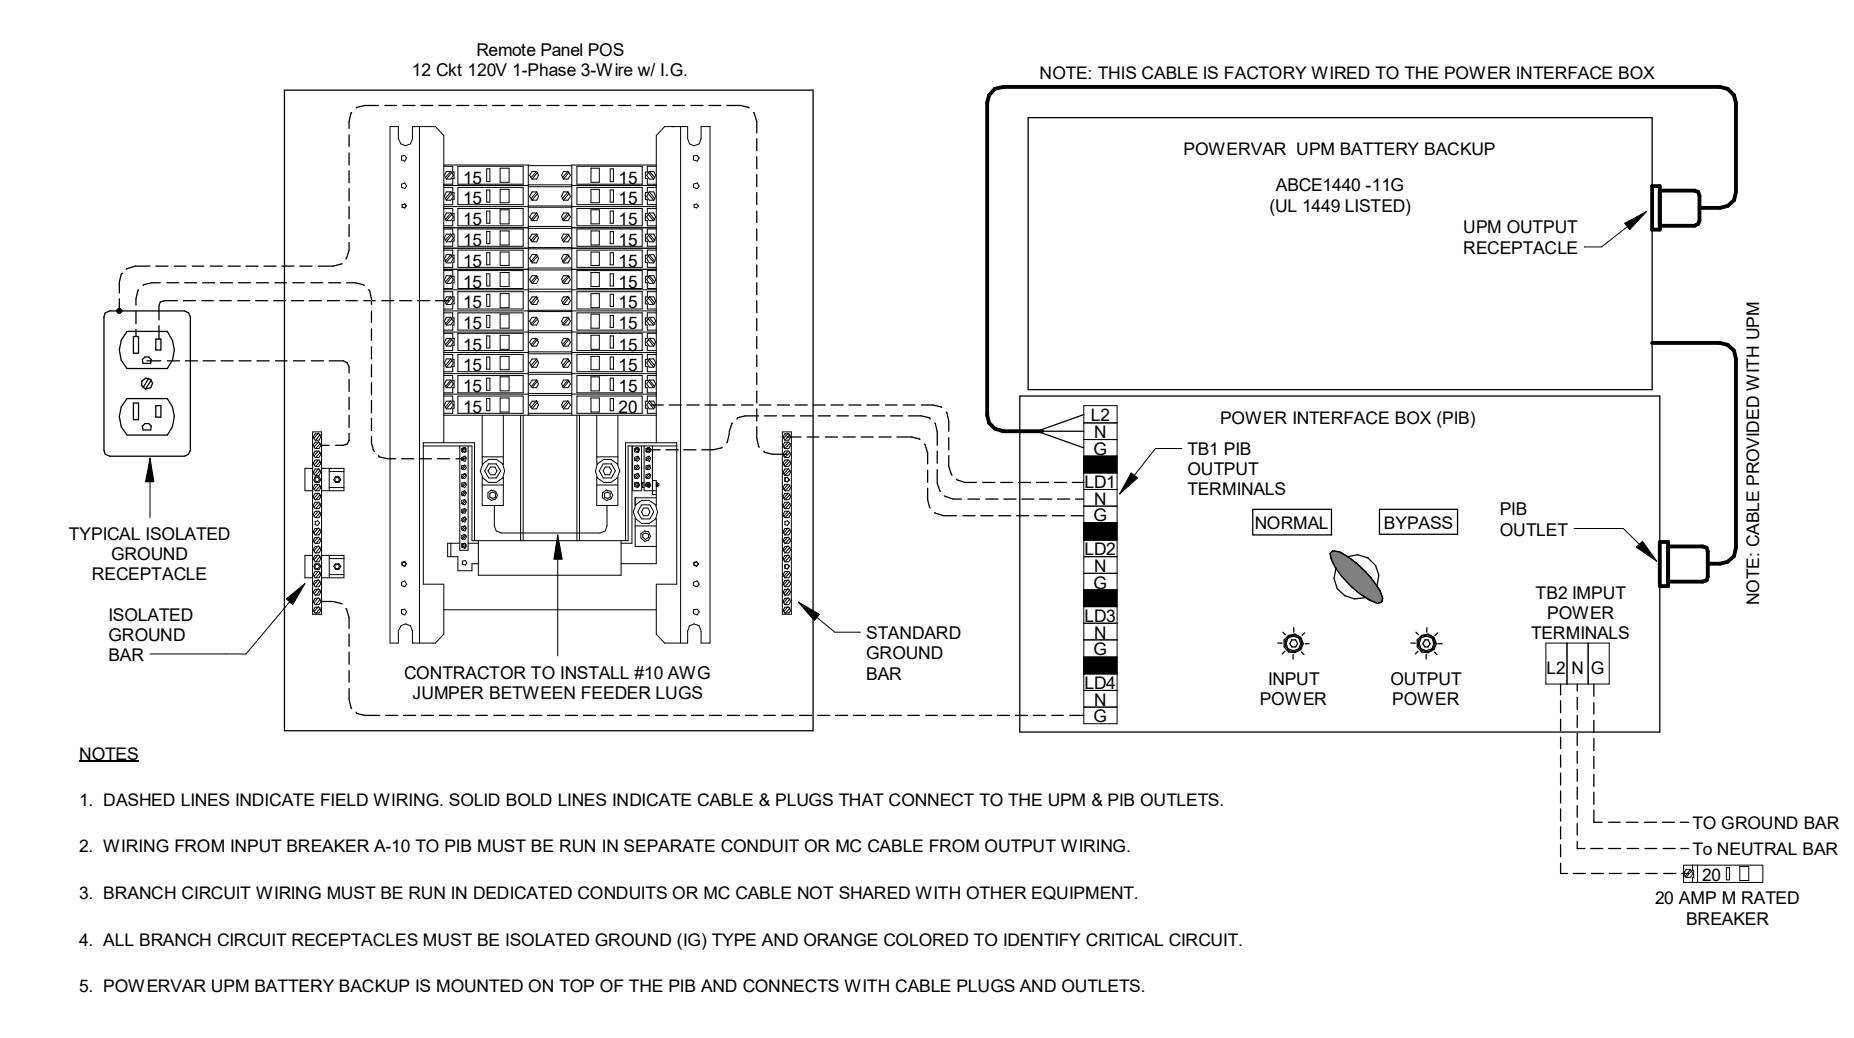 Remote Panel POS
12 Ckt 120V 1-Phase 3-Wire w/ I.G.
NOTE: THIS CABLE IS FACTORY WIRED TO THE POWER INTERFACE BOX
POWERVAR UPM BATTERY BACKUP
ABCE1440 -11G
(UL 1449 LISTED)
UPM OUTPUT
RECEPTACLE
NOTE: CABLE PROVIDED WITH UPM
15 15
15 15
15 15
15 15
15 15
15 15
15 15
15 15
15 15
15 15
15 15
15 20
POWER INTERFACE BOX (PIB)
L2
N
G
LD1
N
G
LD2
N
G
LD3
N
G
LD4
N
G
TB1 PIB
OUTPUT
TERMINALS
NORMAL
BYPASS
PIB
OUTLET
TB2 IMPUT
POWER
TERMINALS
L2 N G
INPUT
POWER
OUTPUT
POWER
TYPICAL ISOLATED
GROUND
RECEPTACLE
ISOLATED
GROUND
BAR
STANDARD
GROUND
BAR
CONTRACTOR TO INSTALL #10 AWG
JUMPER BETWEEN FEEDER LUGS
TO GROUND BAR
To NEUTRAL BAR
20
20 AMP M RATED
BREAKER
NOTES
1. DASHED LINES INDICATE FIELD WIRING. SOLID BOLD LINES INDICATE CABLE & PLUGS THAT CONNECT TO THE UPM & PIB OUTLETS.
2. WIRING FROM INPUT BREAKER A-10 TO PIB MUST BE RUN IN SEPARATE CONDUIT OR MC CABLE FROM OUTPUT WIRING.
3. BRANCH CIRCUIT WIRING MUST BE RUN IN DEDICATED CONDUITS OR MC CABLE NOT SHARED WITH OTHER EQUIPMENT.
4. ALL BRANCH CIRCUIT RECEPTACLES MUST BE ISOLATED GROUND (IG) TYPE AND ORANGE COLORED TO IDENTIFY CRITICAL CIRCUIT.
5. POWERVAR UPM BATTERY BACKUP IS MOUNTED ON TOP OF THE PIB AND CONNECTS WITH CABLE PLUGS AND OUTLETS.